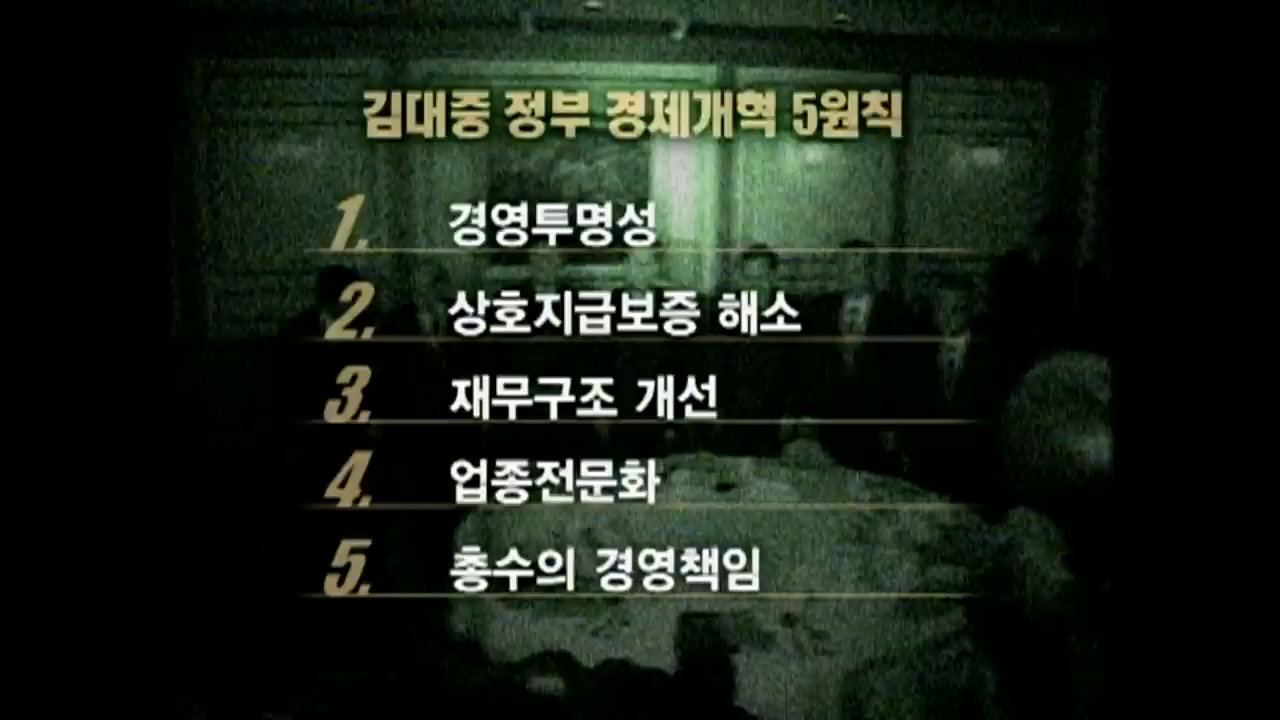 김대중 정부 경제개혁 5원칙
1. 경영투명성
2. 상호지급보증 해소
3. 재무구조 개선
4. 업종전문화
5. 총수의 경영책임